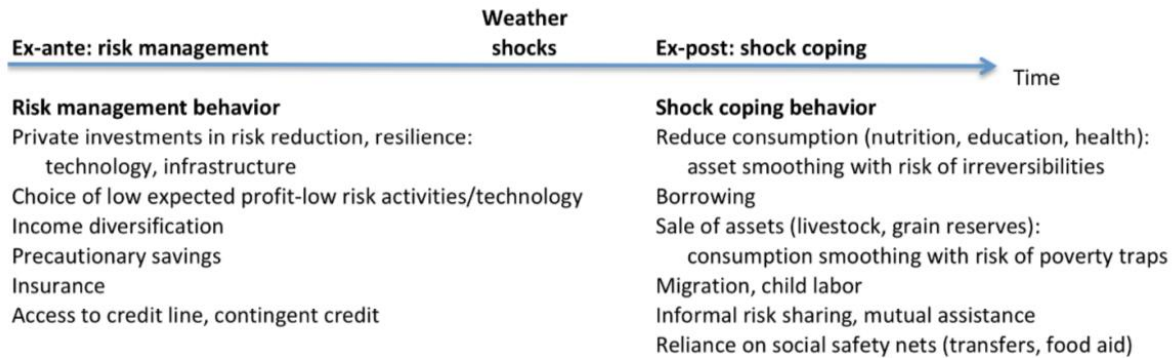 Weather
Ex-ante: risk management shocks Ex-post: shock coping
Time
Risk management behavior
Private investments in risk reduction, resilience:
technology, infrastructure
Choice of low expected profit-low risk activities/technology
Income diversification
Precautionary savings
Insurance
Access to credit line, contingent credit
Shock coping behavior
Reduce consumption (nutrition, education, health):
asset smoothing with risk of irreversibilities
Borrowing
Sale of assets (livestock, grain reserves):
consumption smoothing with risk of poverty traps
Migration, child labor
Informal risk sharing, mutual assistance
Reliance on social safety nets (transfers, food aid)